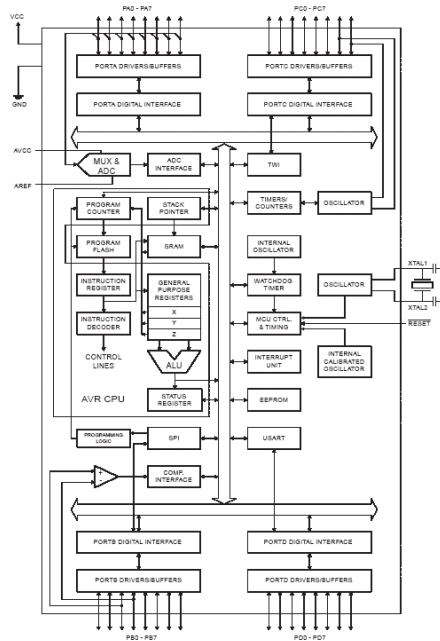 PA0 - PA7
PC0 - PC7
VCC
GND
PORTA DRIVERS/BUFFERS
PORTC DRIVERS/BUFFERS
PORTA DIGITAL INTERFACE
PORTC DIGITAL INTERFACE
AVCC
AREF
MUX &
ADC
ADC
INTERFACE
TWI
PROGRAM
COUNTER
STACK
POINTER
TIMERS/
COUNTERS
OSCILLATOR
PROGRAM
FLASH
SRAM
INTERNAL
OSCILLATOR
INSTRUCTION
REGISTER
GENERAL
PURPOSE
REGISTERS
X
Y
Z
WATCHDOG
TIMER
OSCILLATOR
XTAL1
XTAL2
INSTRUCTION
DECODER
MCU CTRL.
& TIMING
RESET
CONTROL
LINES
ALU
INTERRUPT
UNIT
INTERNAL
CALIBRATED
OSCILLATOR
AVR CPU
STATUS
REGISTER
EEPROM
PROGRAMMING
LOGIC
SPI
USART
+
-
COMP.
INTERFACE
PORTB DIGITAL INTERFACE
PORTD DIGITAL INTERFACE
PORTB DRIVERS/BUFFERS
PORTD DRIVERS/BUFFERS
PB0 - PB7
PD0 - PD7